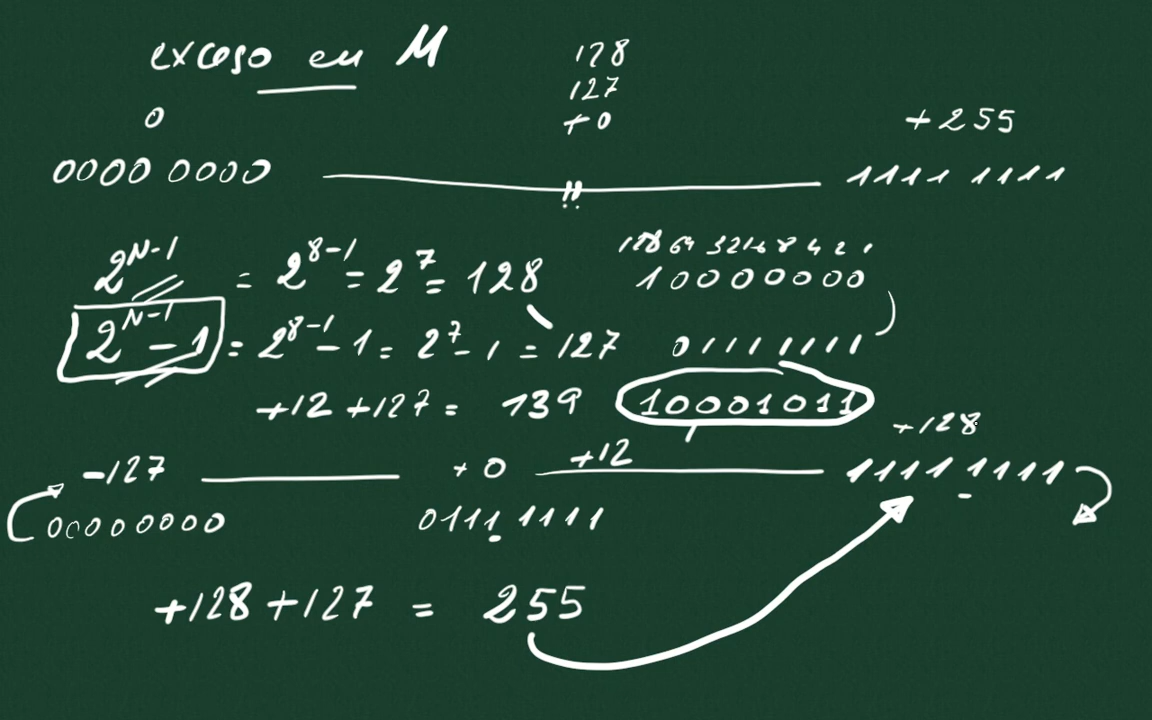 exceso en M
128
127
0 +0 +255
0000 0000 !! 1111 1111
128 64 32 16 8 4 2 1
2^{N-1} = 2^{8-1} = 2^7 = 128 10000000
2^{N-1} - 1 = 2^{8-1} - 1 = 2^7 - 1 = 127 01111111
+12 +127 = 139 10001011
+128
-127 +0 +12 1111 1111
00000000 0111 1111
+128 +127 = 255